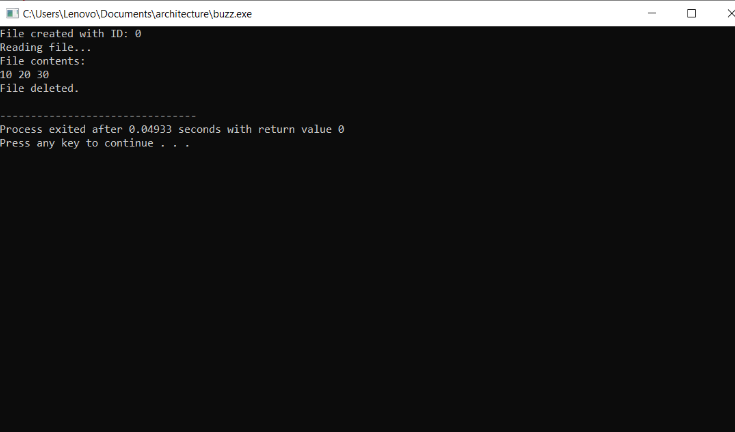 C:\Users\Lenovo\Documents\architecture\buzz.exe
File created with ID: 0
Reading file...
File contents:
10 20 30
File deleted.
--------------------------------
Process exited after 0.04933 seconds with return value 0
Press any key to continue . . .